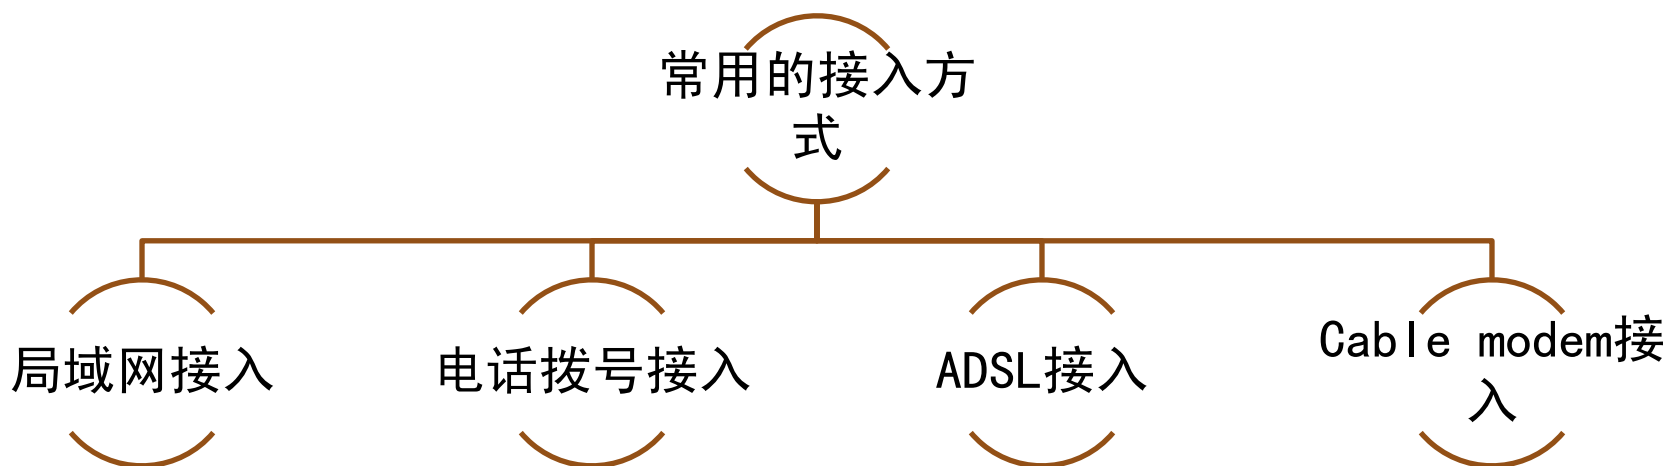 常用的接入方
式
局域网接入
电话拨号接入
ADSL接入
Cable modem接
入